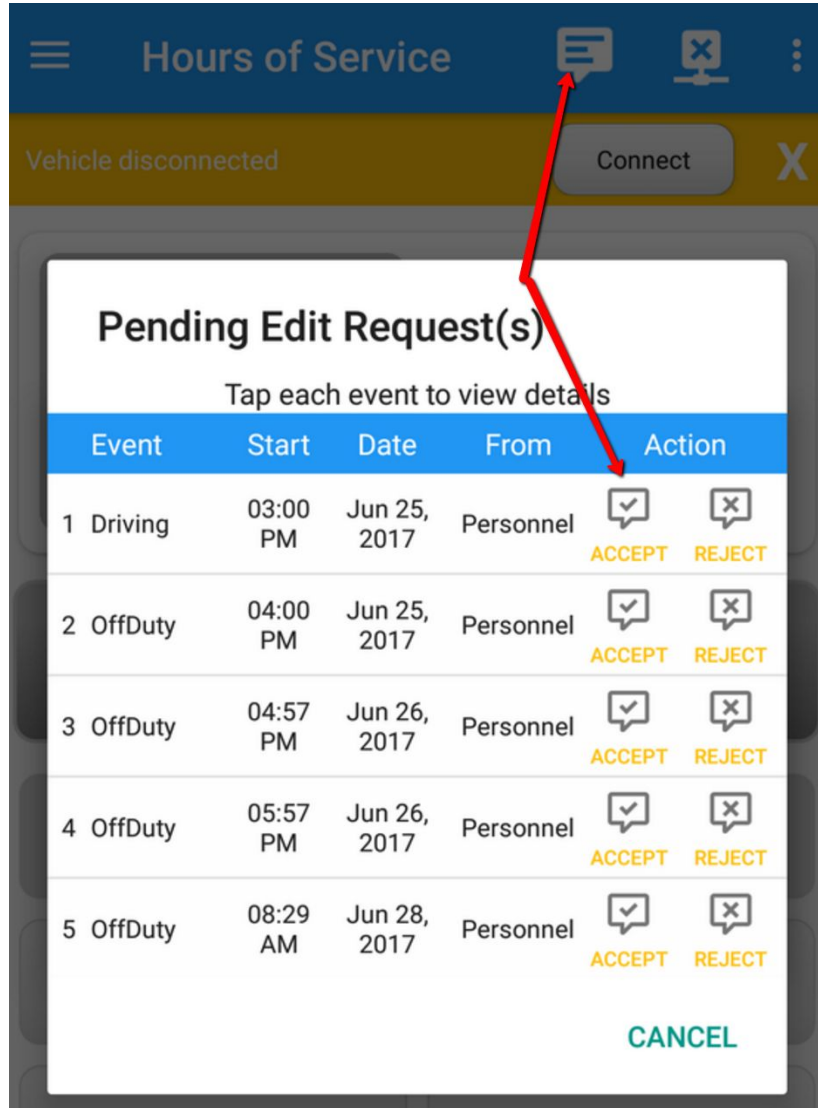 Hours of Service
Vehicle disconnected Connect X
Pending Edit Request(s)
Tap each event to view details
Event Start Date From Action
1 Driving 03:00 PM Jun 25, 2017 Personnel ACCEPT REJECT
2 OffDuty 04:00 PM Jun 25, 2017 Personnel ACCEPT REJECT
3 OffDuty 04:57 PM Jun 26, 2017 Personnel ACCEPT REJECT
4 OffDuty 05:57 PM Jun 26, 2017 Personnel ACCEPT REJECT
5 OffDuty 08:29 AM Jun 28, 2017 Personnel ACCEPT REJECT
CANCEL